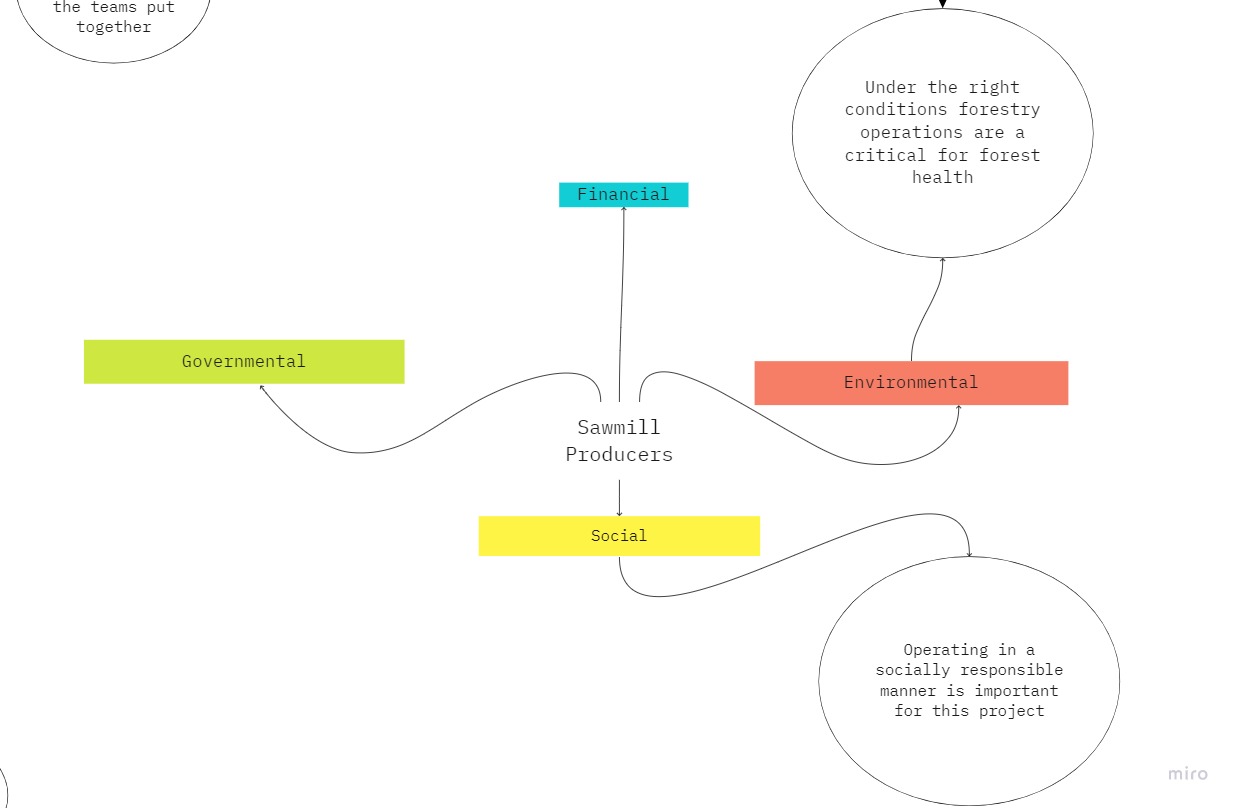 the teams put
together
Under the right
conditions forestry
operations are a
critical for forest
health
Financial
Governmental
Environmental
Sawmill
Producers
Social
Operating in a
socially responsible
manner is important
for this project
miro